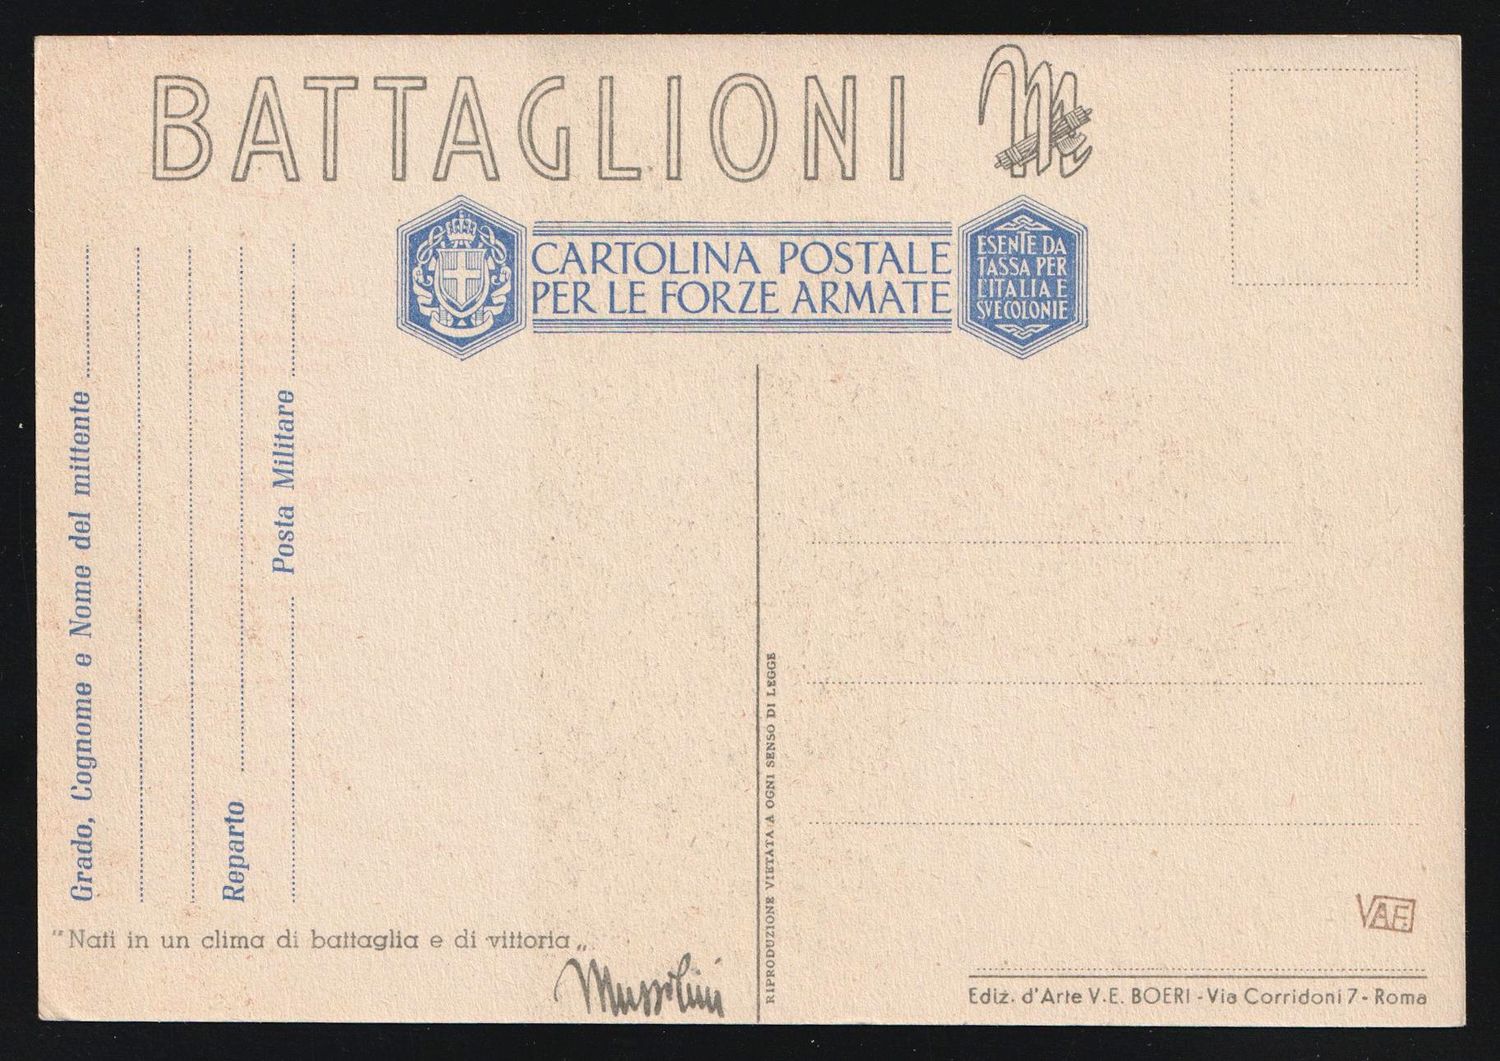 BATTAGLIONI M
CARTOLINA POSTALE
PER LE FORZE ARMATE
ESENTE DA
TASSA PER
L'ITALIA E
SVE COLONIE
Grado, Cognome e Nome del mittente
Reparto
Posta Militare
"Nati in un clima di battaglia e di vittoria„
Mussolini
RIPRODUZIONE VIETATA A OGNI SENSO DI LEGGE
VAF.
Ediz. d'Arte V.E. BOERI - Via Corridoni 7 - Roma